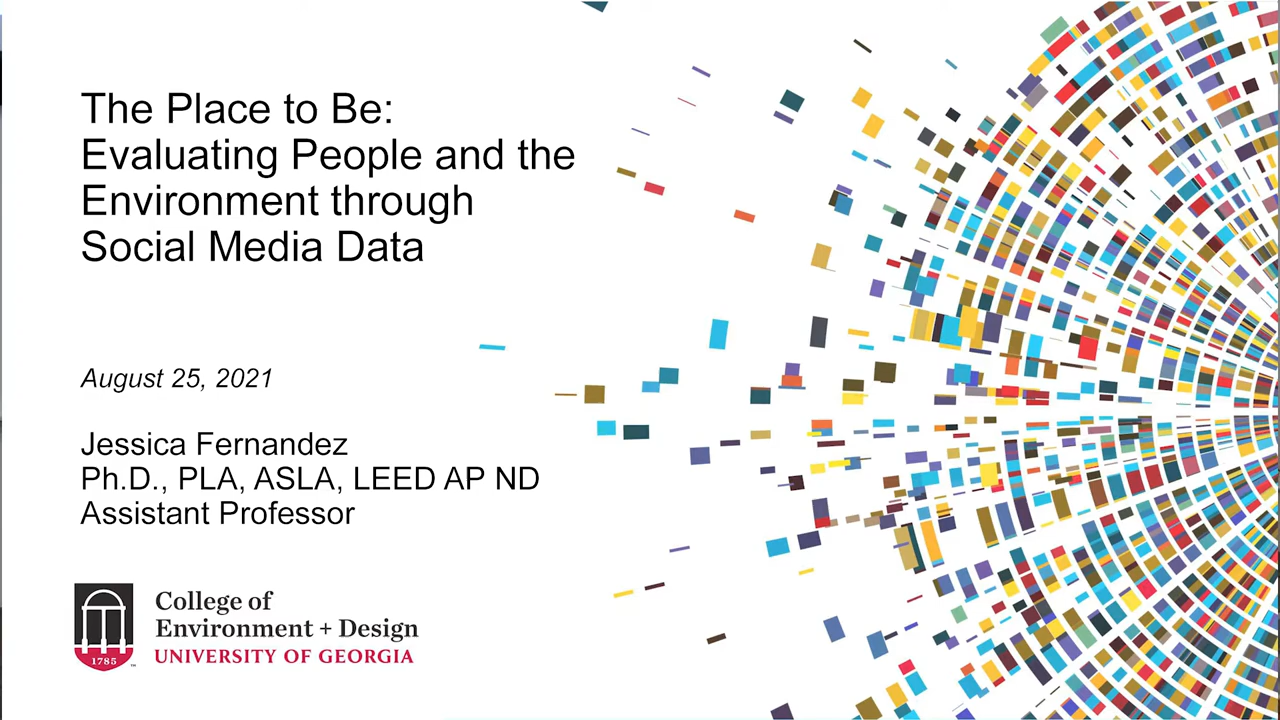 The Place to Be:
Evaluating People and the
Environment through
Social Media Data
August 25, 2021
Jessica Fernandez
Ph.D., PLA, ASLA, LEED AP ND
Assistant Professor
1785
College of
Environment + Design
UNIVERSITY OF GEORGIA